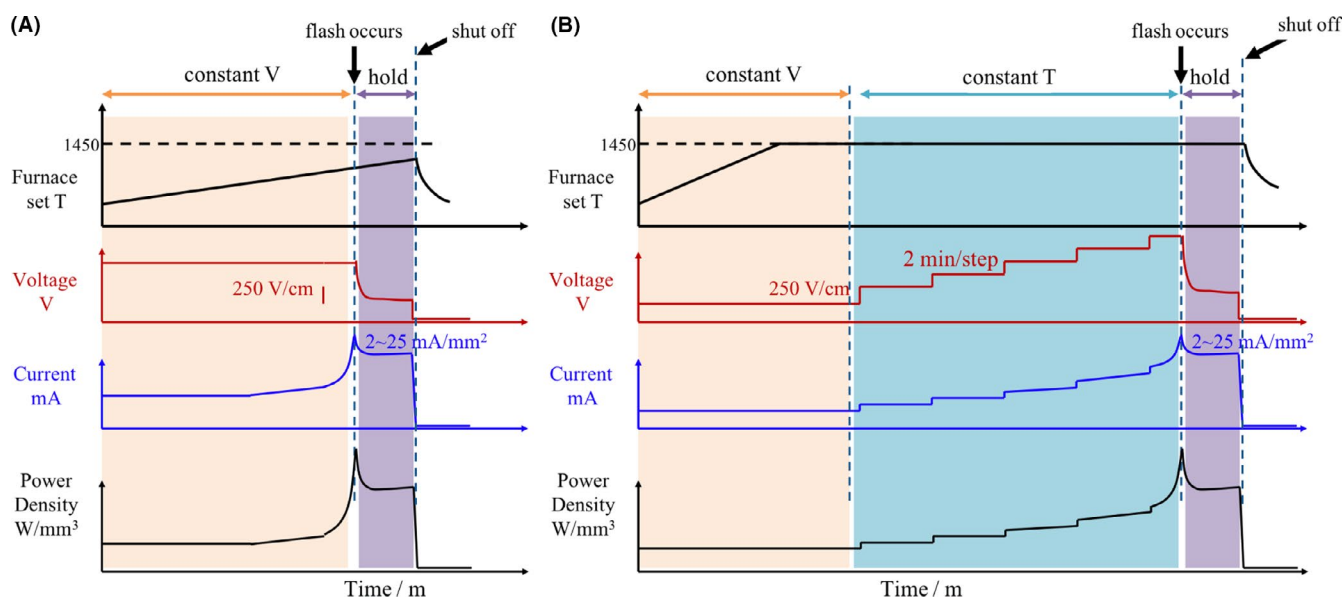 (A)
flash occurs
shut off
constant V
hold
1450
Furnace
set T
Voltage
V
250 V/cm
2~25 mA/mm²
Current
mA
Power
Density
W/mm³
Time / m
(B)
flash occurs
shut off
constant V
constant T
hold
1450
Furnace
set T
2 min/step
Voltage
V
250 V/cm
2~25 mA/mm²
Current
mA
Power
Density
W/mm³
Time / m